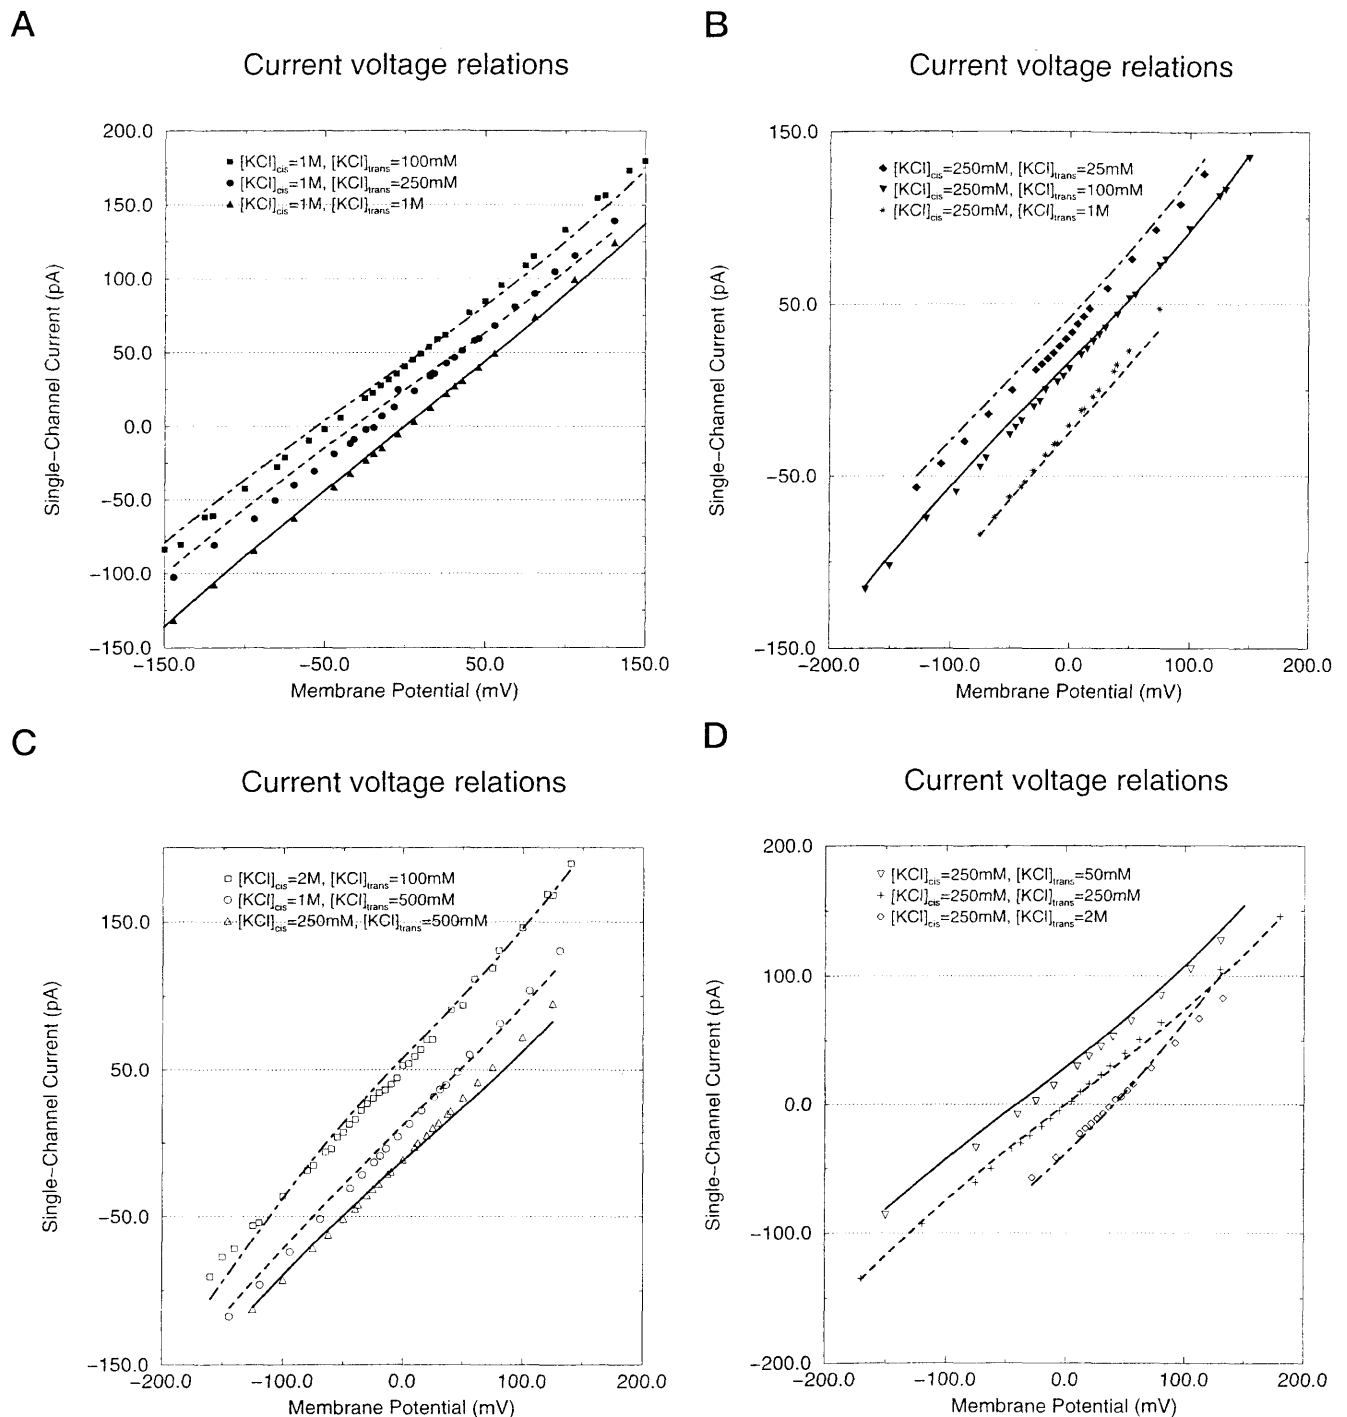 A
Current voltage relations
200.0
150.0
100.0
50.0
0.0
−50.0
−100.0
−150.0
Single−Channel Current (pA)
[KCl]cis=1M, [KCl]trans=100mM
[KCl]cis=1M, [KCl]trans=250mM
[KCl]cis=1M, [KCl]trans=1M
−150.0 −50.0 50.0 150.0
Membrane Potential (mV)
B
Current voltage relations
150.0
50.0
−50.0
−150.0
Single−Channel Current (pA)
[KCl]cis=250mM, [KCl]trans=25mM
[KCl]cis=250mM, [KCl]trans=100mM
[KCl]cis=250mM, [KCl]trans=1M
−200.0 −100.0 0.0 100.0 200.0
Membrane Potential (mV)
C
Current voltage relations
150.0
50.0
−50.0
−150.0
Single−Channel Current (pA)
[KCl]cis=2M, [KCl]trans=100mM
[KCl]cis=1M, [KCl]trans=500mM
[KCl]cis=250mM, [KCl]trans=500mM
−200.0 −100.0 0.0 100.0 200.0
Membrane Potential (mV)
D
Current voltage relations
200.0
100.0
0.0
−100.0
−200.0
Single−Channel Current (pA)
[KCl]cis=250mM, [KCl]trans=50mM
[KCl]cis=250mM, [KCl]trans=250mM
[KCl]cis=250mM, [KCl]trans=2M
−200.0 −100.0 0.0 100.0 200.0
Membrane Potential (mV)